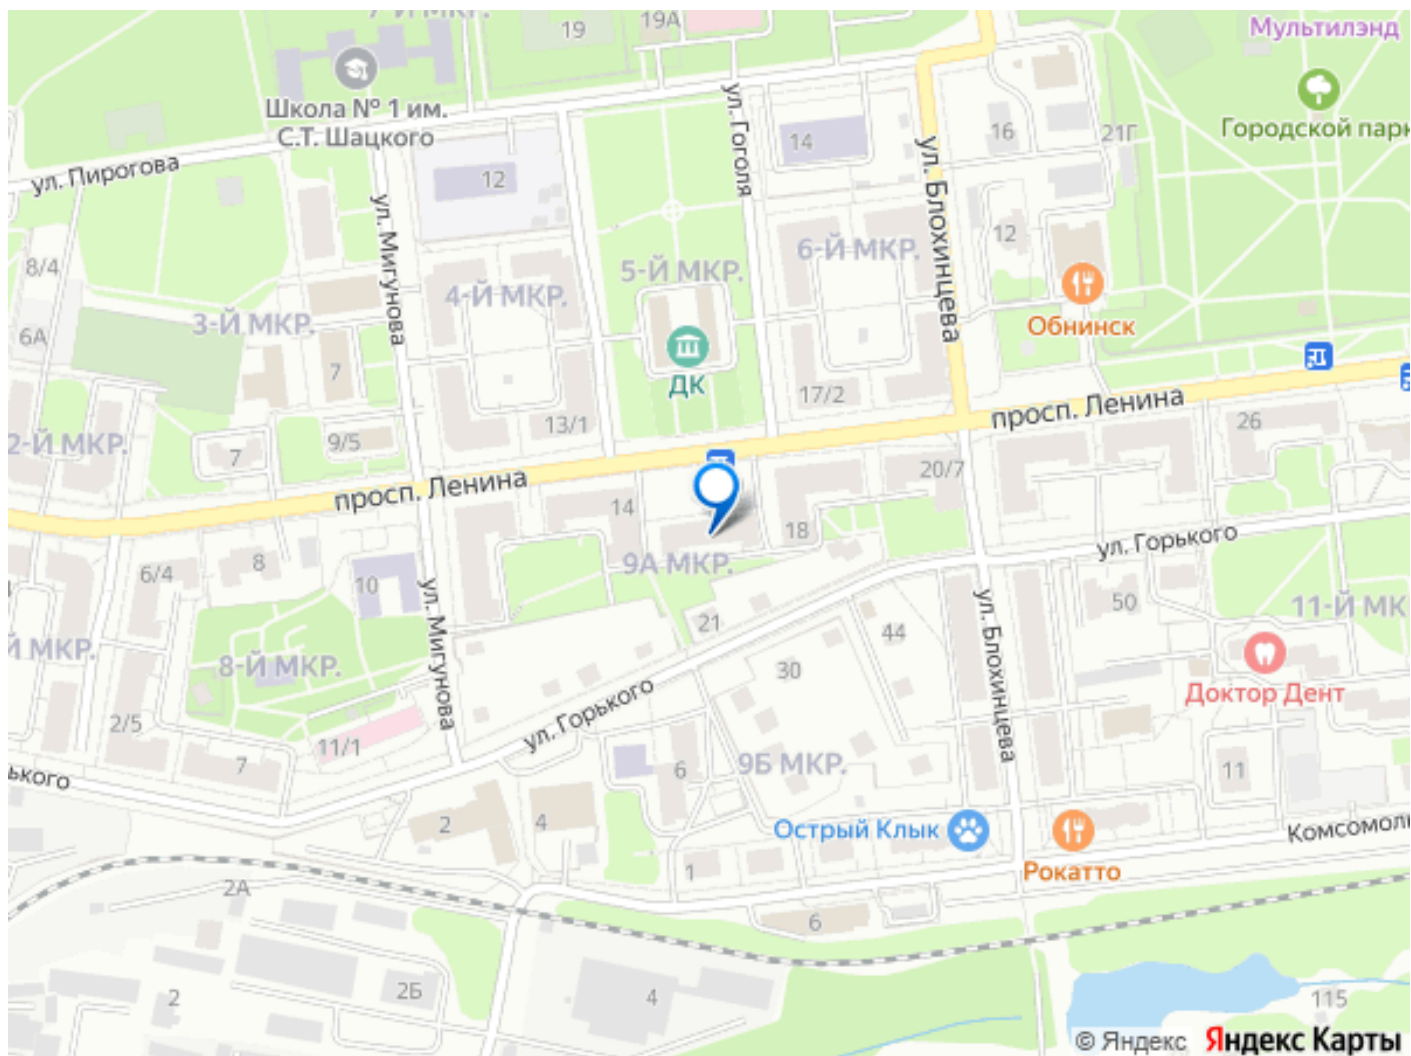 7-Й МКР.
19
19А
Мультилэнд
Школа № 1 им.
С.Т. Шацкого
ул. Пирогова
ул. Гоголя
14
16
21Г
Городской парк
12
ул. Мигунова
ул. Блохинцева
12
8/4
6А
3-Й МКР.
4-Й МКР.
5-Й МКР.
6-Й МКР.
Обнинск
ДК
7
17/2
просп. Ленина
26
13/1
9/5
7
2-Й МКР.
просп. Ленина
14
18
20/7
ул. Горького
6/4
8
10
9А МКР.
ул. Мигунова
21
44
ул. Блохинцева
50
11-Й МК
Й МКР.
8-Й МКР.
30
Доктор Дент
2/5
11/1
7
ул. Горького
6
9Б МКР.
11
ького
2
4
Острый Клык
Рокатто
Комсомоль
1
2А
6
2
2Б
4
115
© Яндекс Яндекс Карты